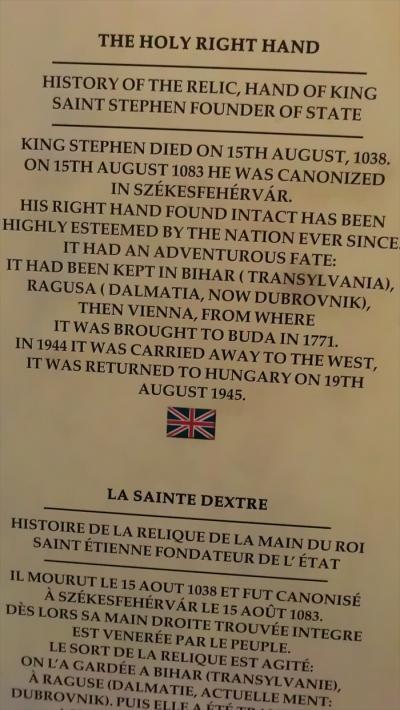 THE HOLY RIGHT HAND
HISTORY OF THE RELIC, HAND OF KING
SAINT STEPHEN FOUNDER OF STATE
KING STEPHEN DIED ON 15TH AUGUST, 1038.
ON 15TH AUGUST 1083 HE WAS CANONIZED
IN SZÉKESFEHÉRVÁR.
HIS RIGHT HAND FOUND INTACT HAS BEEN
HIGHLY ESTEEMED BY THE NATION EVER SINCE.
IT HAD AN ADVENTUROUS FATE:
IT HAD BEEN KEPT IN BIHAR ( TRANSYLVANIA),
RAGUSA ( DALMATIA, NOW DUBROVNIK),
THEN VIENNA, FROM WHERE
IT WAS BROUGHT TO BUDA IN 1771.
IN 1944 IT WAS CARRIED AWAY TO THE WEST,
IT WAS RETURNED TO HUNGARY ON 19TH
AUGUST 1945.
LA SAINTE DEXTRE
HISTOIRE DE LA RELIQUE DE LA MAIN DU ROI
SAINT ÉTIENNE FONDATEUR DE L' ÉTAT
IL MOURUT LE 15 AOUT 1038 ET FUT CANONISÉ
À SZÉKESFEHÉRVÁR LE 15 AOÛT 1083.
DÈS LORS SA MAIN DROITE TROUVÉE INTEGRE
EST VENERÉE PAR LE PEUPLE.
LE SORT DE LA RELIQUE EST AGITÉ:
ON L'A GARDÉE A BIHAR (TRANSYLVANIE),
À RAGUSE (DALMATIE, ACTUELLE MENT:
DUBROVNIK). PUIS ELLE A ÉTÉ